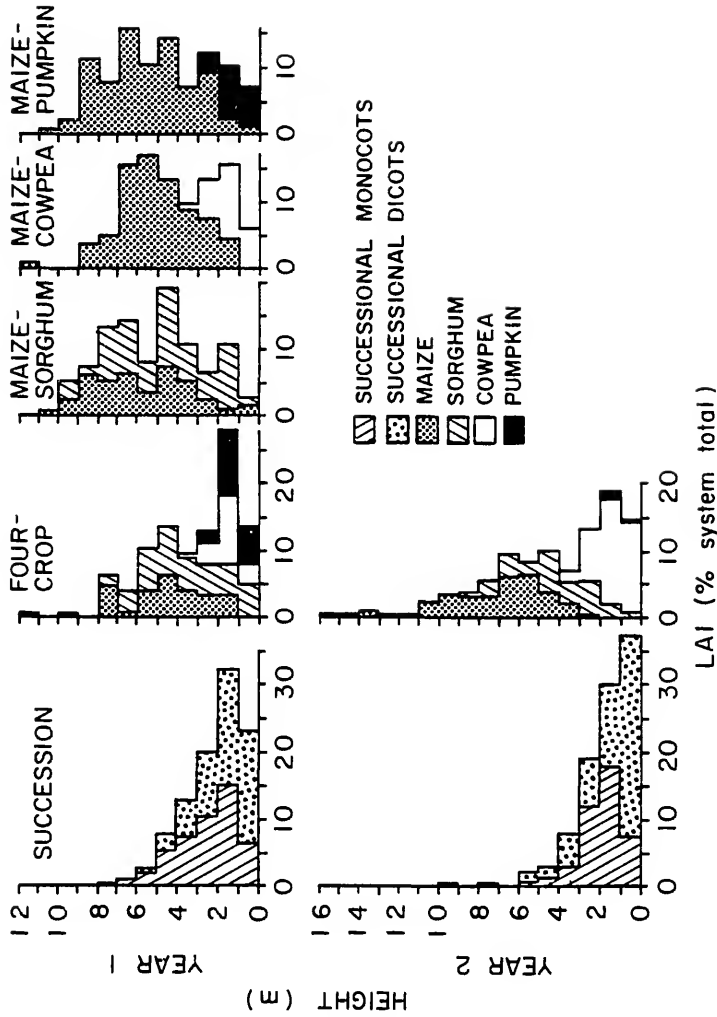 SUCCESSION
FOUR-
CROP
MAIZE-
SORGHUM
MAIZE-
COWPEA
MAIZE-
PUMPKIN
HEIGHT (m)
YEAR 1
12
10
8
6
4
2
0
0 10 20 30 0 10 20 0 10 0 10 0 10
YEAR 2
16
14
12
10
8
6
4
2
0
0 10 20 30 0 10 20
SUCCESSIONAL MONOCOTS
SUCCESSIONAL DICOTS
MAIZE
SORGHUM
COWPEA
PUMPKIN
LAI (% system total)